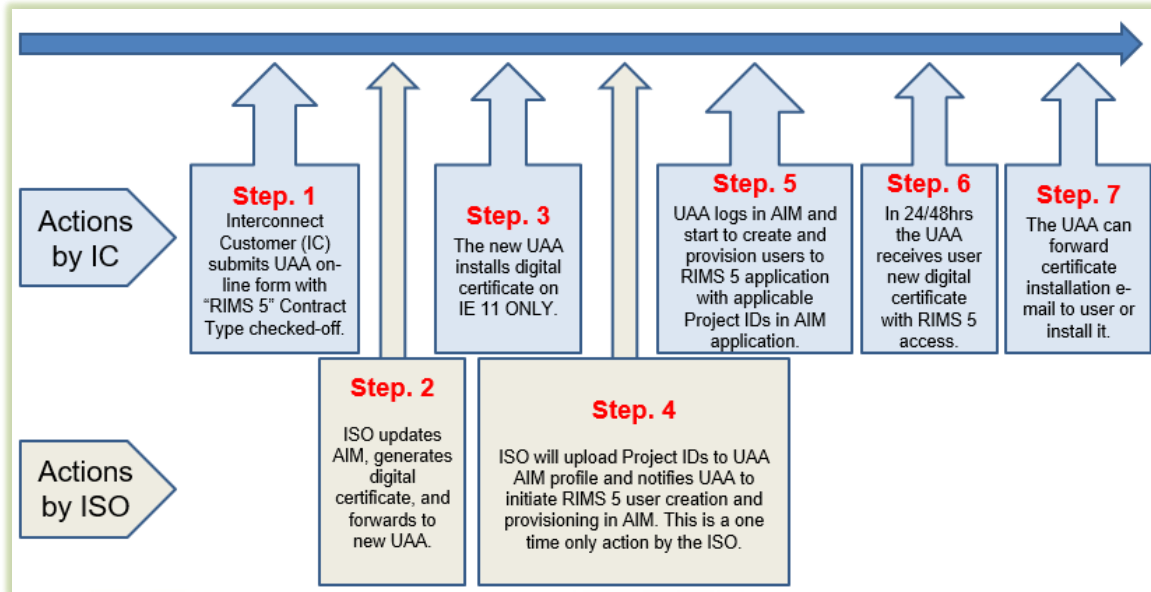 Actions
by IC
Step. 1
Interconnect
Customer (IC)
submits UAA on-
line form with
“RIMS 5” Contract
Type checked-off.
Step. 3
The new UAA
installs digital
certificate on
IE 11 ONLY.
Step. 5
UAA logs in AIM and
start to create and
provision users to
RIMS 5 application
with applicable
Project IDs in AIM
application.
Step. 6
In 24/48hrs
the UAA
receives user
new digital
certificate
with RIMS 5
access.
Step. 7
The UAA can
forward
certificate
installation e-
mail to user or
install it.
Actions
by ISO
Step. 2
ISO updates
AIM, generates
digital
certificate, and
forwards to
new UAA.
Step. 4
ISO will upload Project IDs to UAA
AIM profile and notifies UAA to
initiate RIMS 5 user creation and
provisioning in AIM. This is a one
time only action by the ISO.